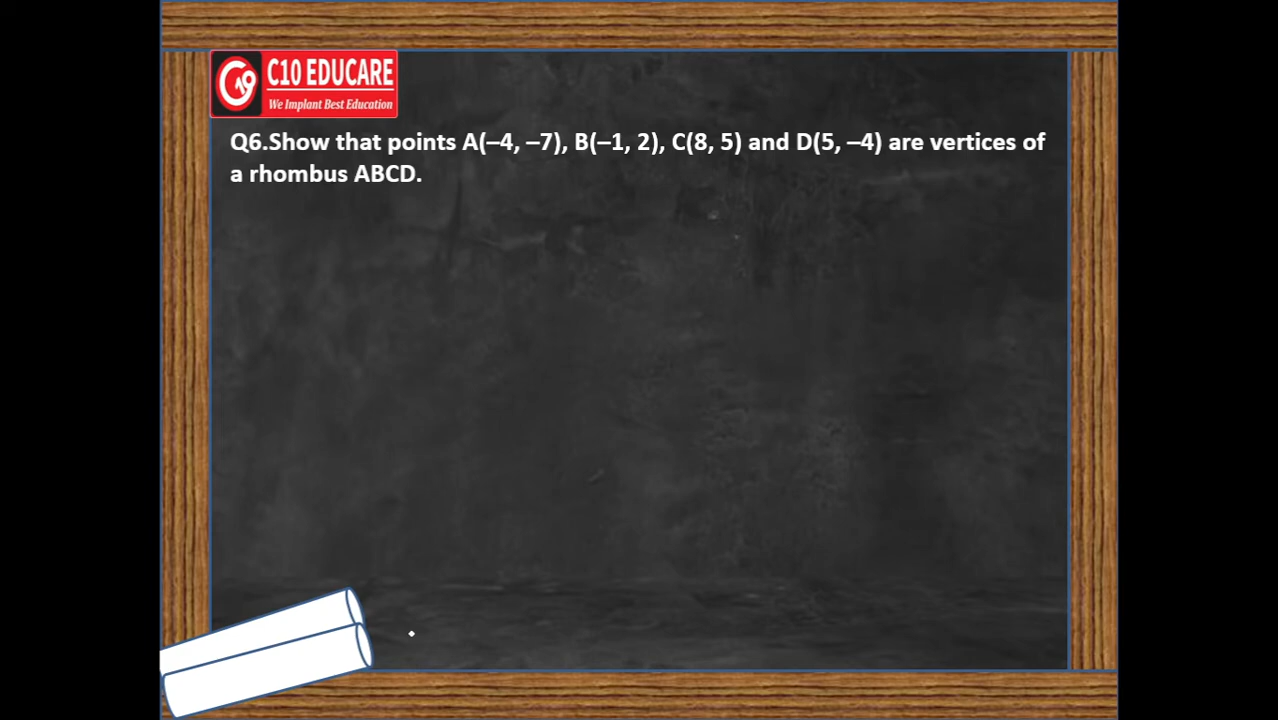 C10 EDUCARE
We Implant Best Education
Q6.Show that points A(–4, –7), B(–1, 2), C(8, 5) and D(5, –4) are vertices of
a rhombus ABCD.